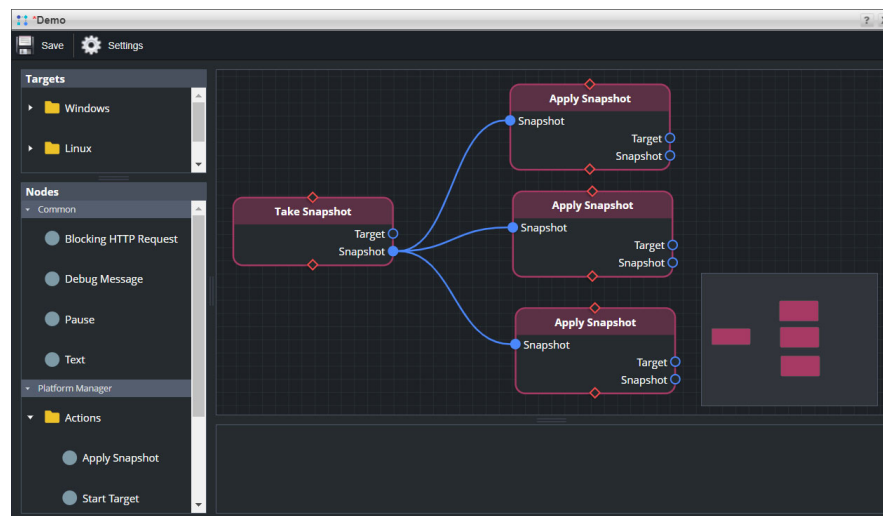 *Demo
?
Save
Settings
Targets
Windows
Linux
Nodes
Common
Blocking HTTP Request
Debug Message
Pause
Text
Platform Manager
Actions
Apply Snapshot
Start Target
Take Snapshot
Target
Snapshot
Apply Snapshot
Snapshot
Target
Snapshot
Apply Snapshot
Snapshot
Target
Snapshot
Apply Snapshot
Snapshot
Target
Snapshot